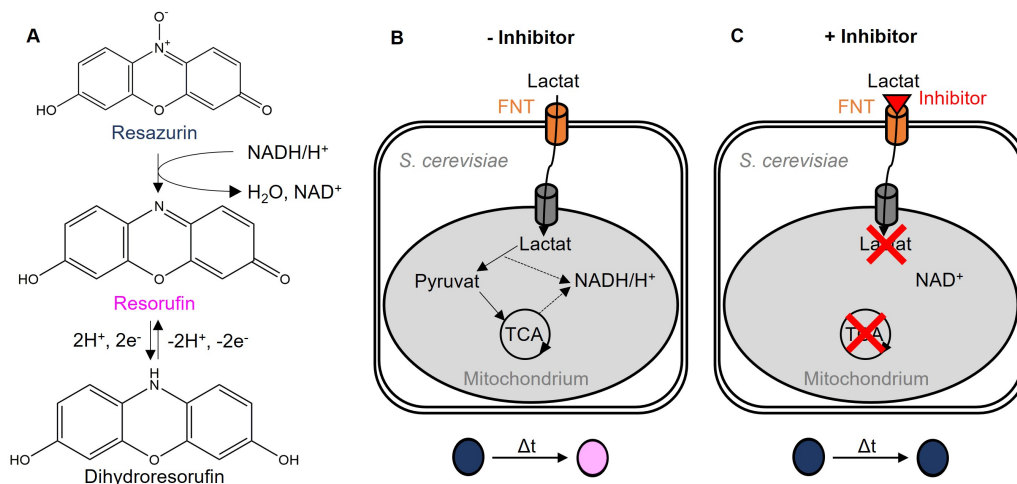 A
O⁻
N⁺
HO
O
O
Resazurin
NADH/H⁺
H₂O, NAD⁺
N
HO
O
O
Resorufin
2H⁺, 2e⁻
-2H⁺, -2e⁻
H
N
HO
O
OH
Dihydroresorufin
B
- Inhibitor
Lactat
FNT
S. cerevisiae
Lactat
Pyruvat
NADH/H⁺
TCA
Mitochondrium
Δt
C
+ Inhibitor
Lactat
FNT
Inhibitor
S. cerevisiae
Lactat
NAD⁺
TCA
Mitochondrium
Δt